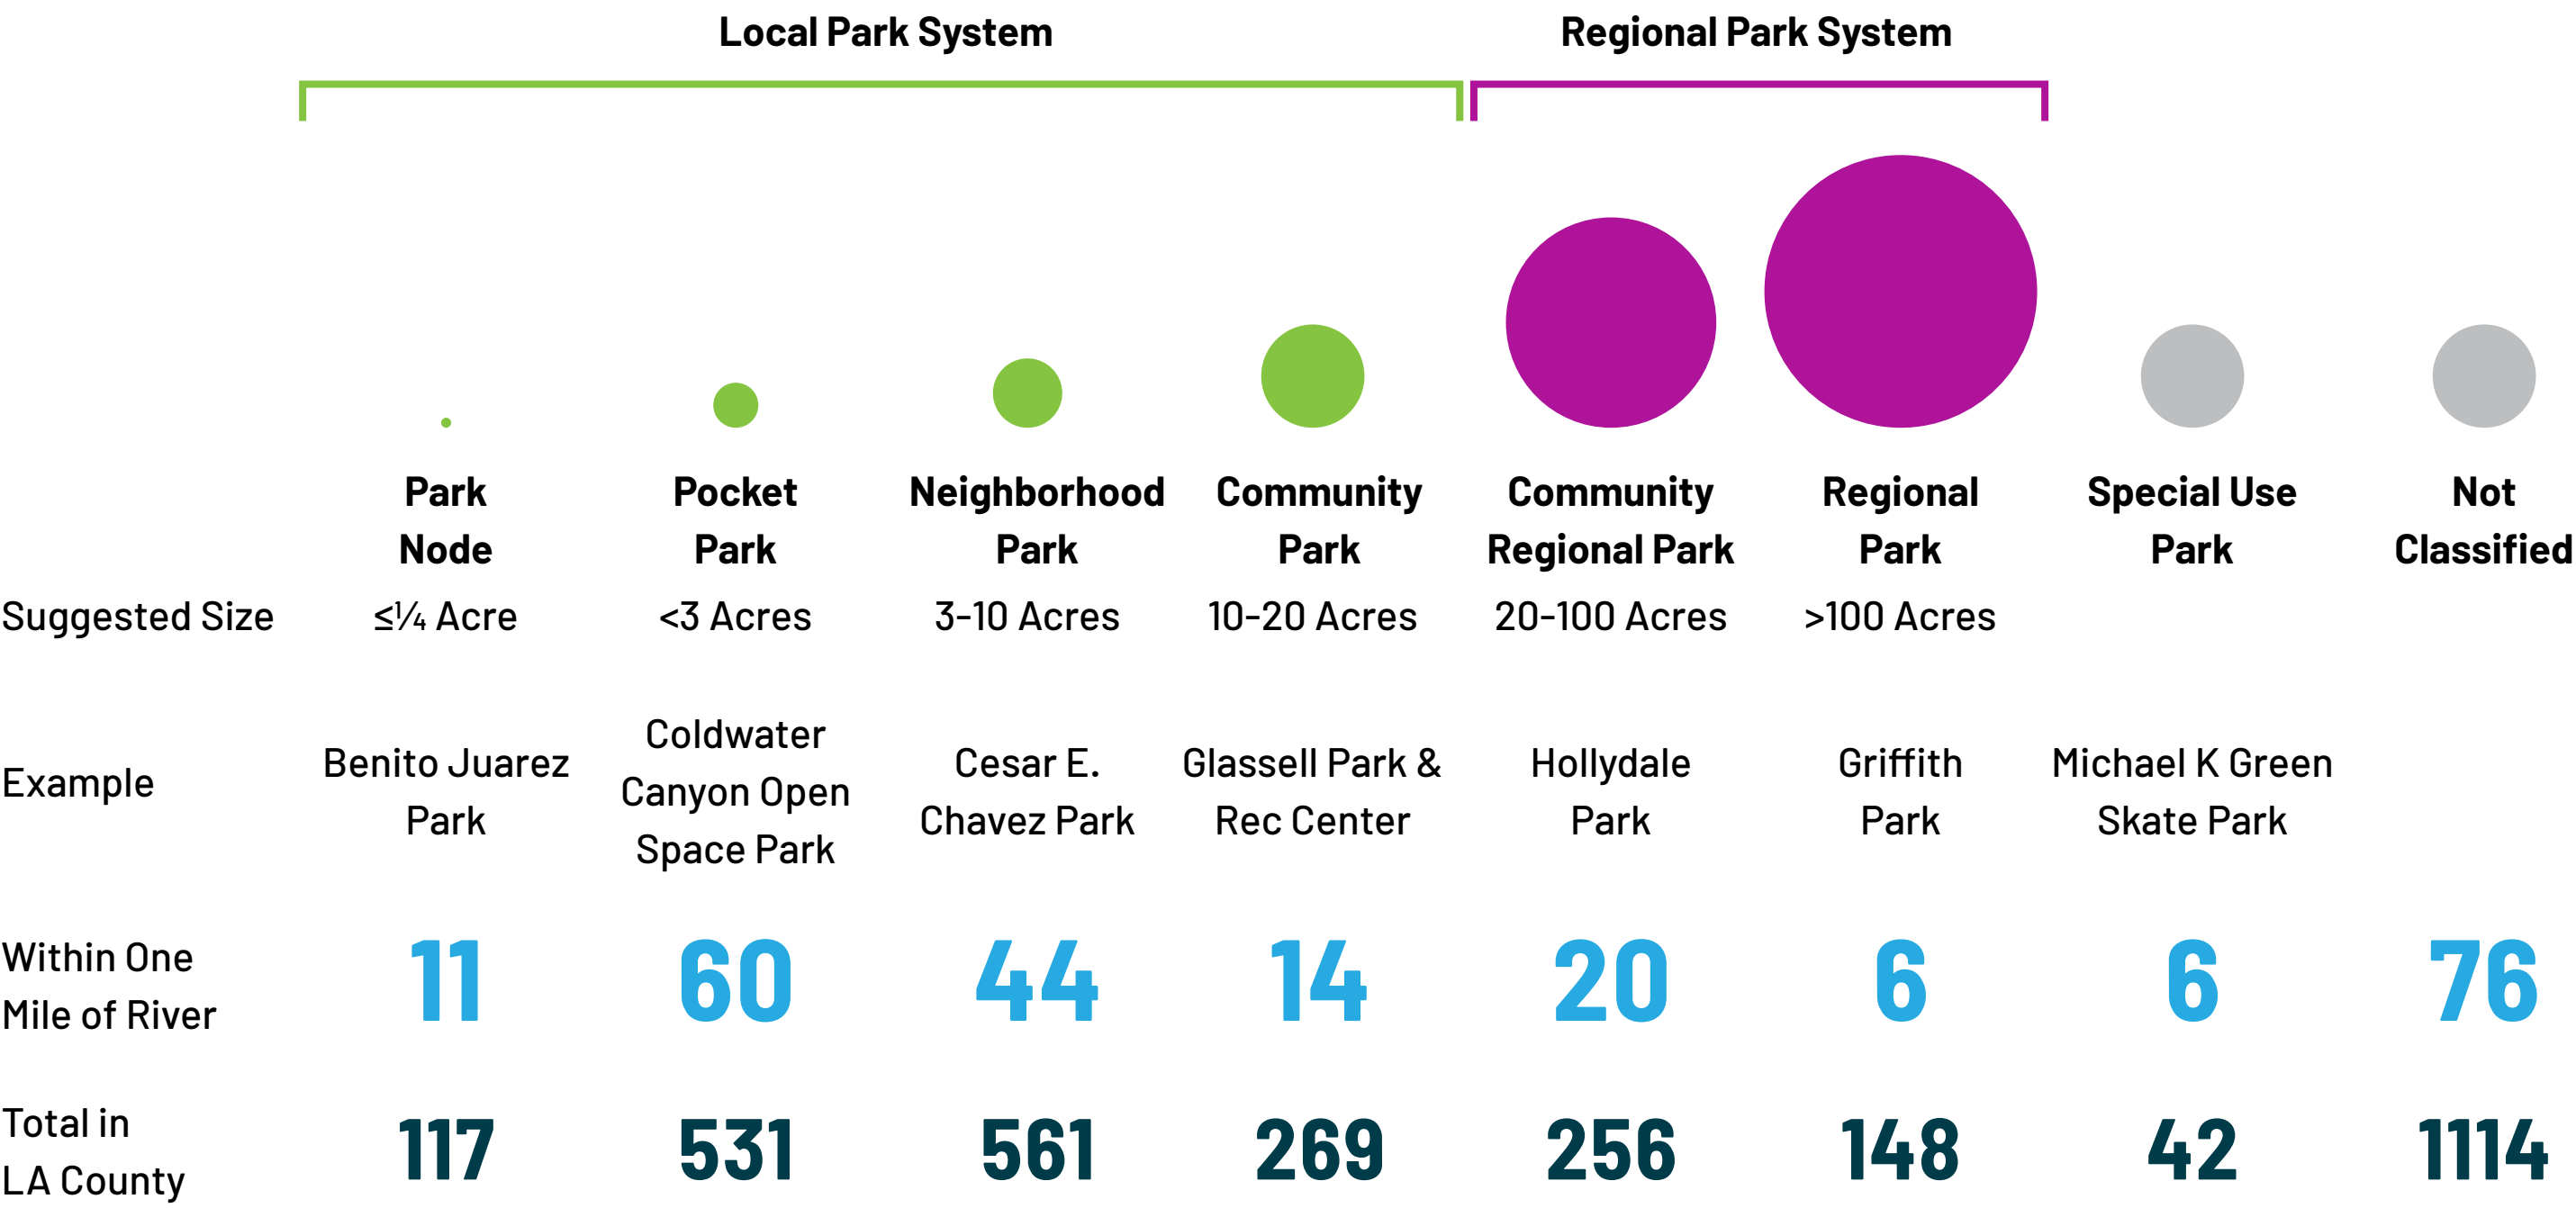 Local Park System
Regional Park System
Park
Node
Pocket
Park
Neighborhood
Park
Community
Park
Community
Regional Park
Regional
Park
Special Use
Park
Not
Classified
Suggested Size
≤¼ Acre
<3 Acres
3-10 Acres
10-20 Acres
20-100 Acres
>100 Acres
Example
Benito Juarez
Park
Coldwater
Canyon Open
Space Park
Cesar E.
Chavez Park
Glassell Park &
Rec Center
Hollydale
Park
Griffith
Park
Michael K Green
Skate Park
Within One
Mile of River
11
60
44
14
20
6
6
76
Total in
LA County
117
531
561
269
256
148
42
1114